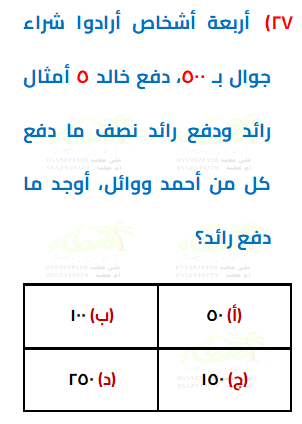 ٢٧) أربعة أشخاص أرادوا شراء
جوال بـ ٥٠٠، دفع خالد ٥ أمثال
رائد ودفع رائد نصف ما دفع
كل من أحمد ووائل، أوجد ما
دفع رائد؟
(أ) ٥٠ (ب) ١٠٠
(ج) ١٥٠ (د) ٢٥٠